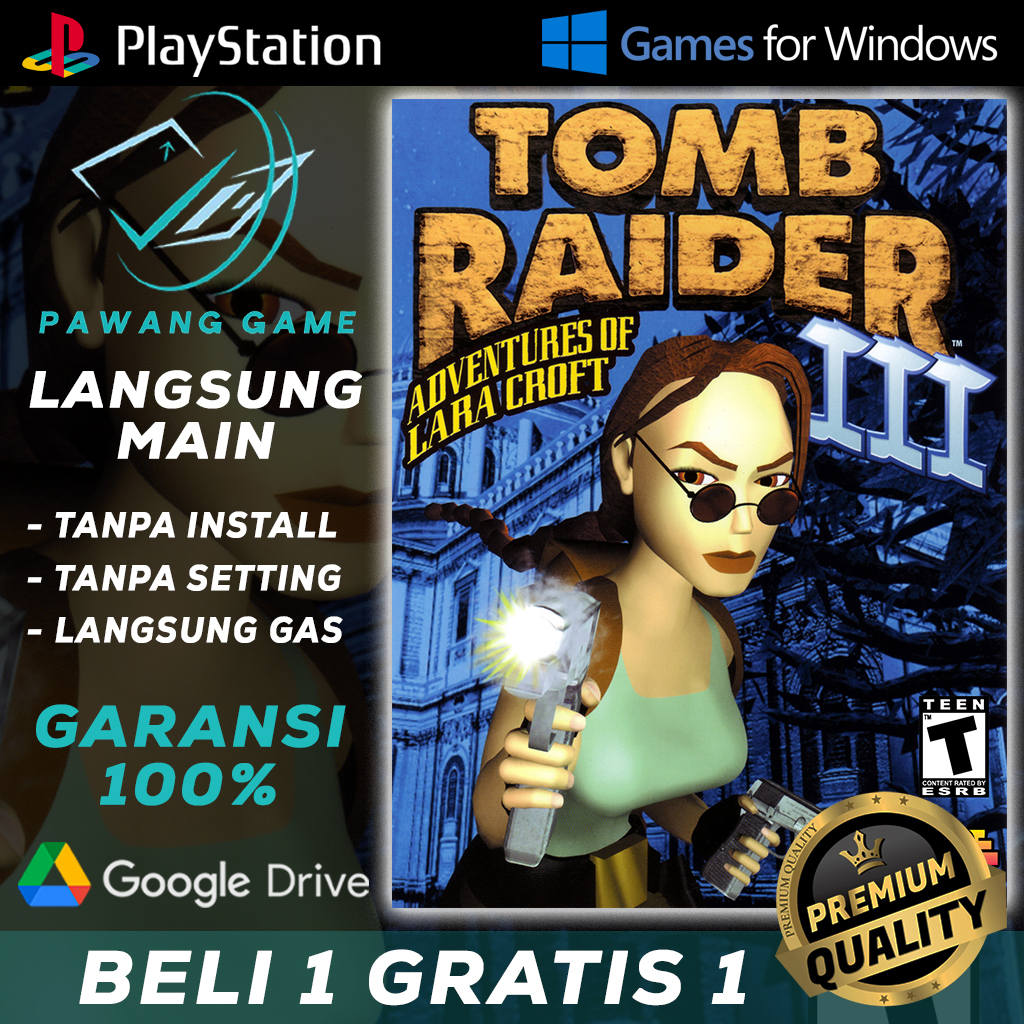 PlayStation
Games for Windows
PAWANG GAME
LANGSUNG
MAIN
- TANPA INSTALL
- TANPA SETTING
- LANGSUNG GAS
GARANSI
100%
Google Drive
BELI 1 GRATIS 1
TOMB
RAIDER
III
TM
ADVENTURES OF
LARA CROFT
TEEN
TM
T
CONTENT RATED BY
ESRB
PREMIUM QUALITY
PREMIUM
QUALITY